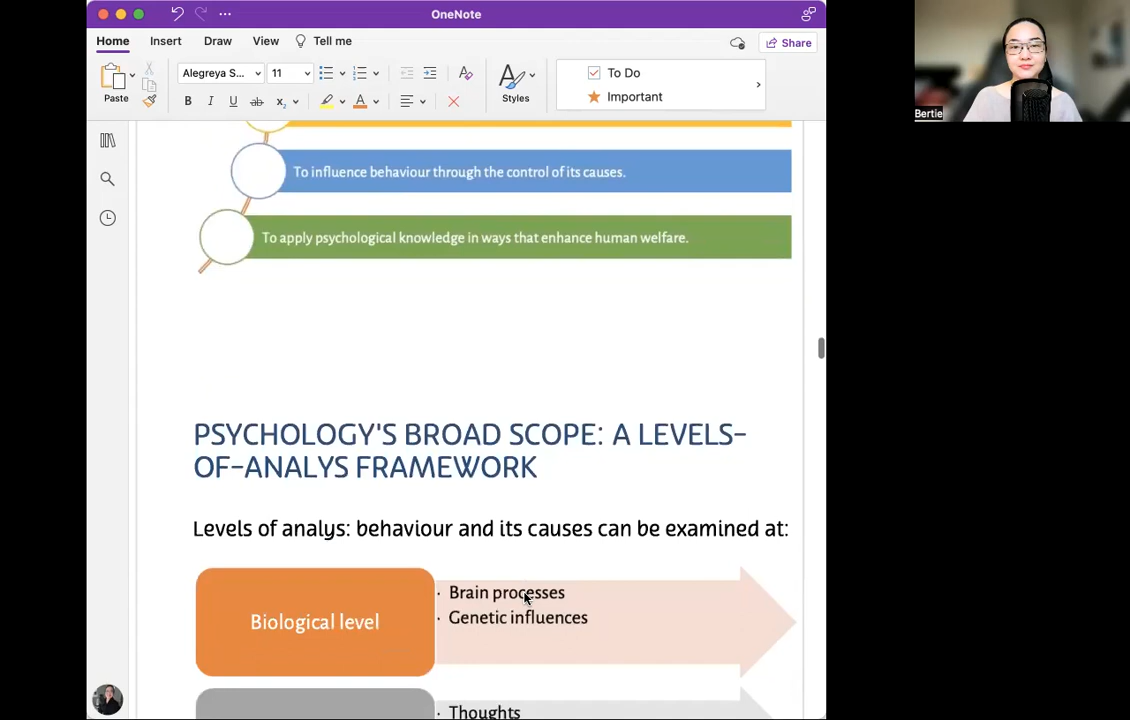 OneNote
Home Insert Draw View Tell me
Share
Paste
Alegreya S... 11
B I U ab x₂ A
Styles
To Do
Important
To influence behaviour through the control of its causes.
To apply psychological knowledge in ways that enhance human welfare.
PSYCHOLOGY'S BROAD SCOPE: A LEVELS-
OF-ANALYS FRAMEWORK
Levels of analys: behaviour and its causes can be examined at:
Biological level
· Brain processes
· Genetic influences
· Thoughts
Bertie